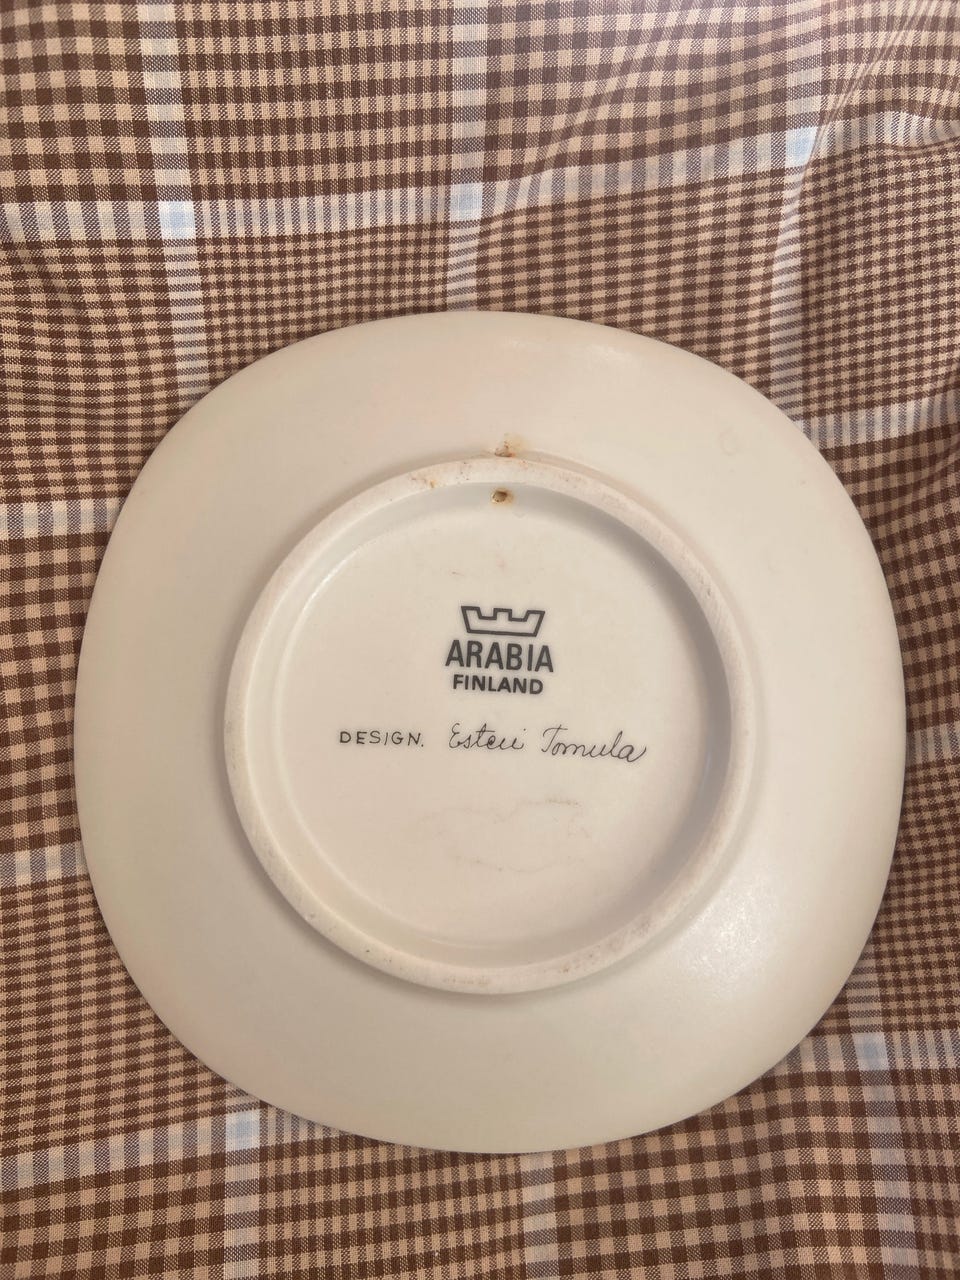 ARABIA
FINLAND
DESIGN. Esteri Tomula